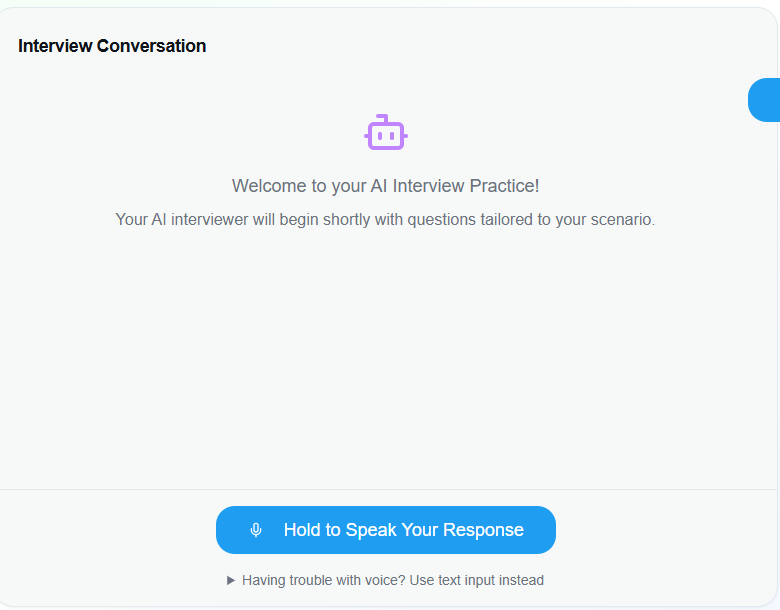 Interview Conversation
Welcome to your AI Interview Practice!
Your AI interviewer will begin shortly with questions tailored to your scenario.
Hold to Speak Your Response
Having trouble with voice? Use text input instead